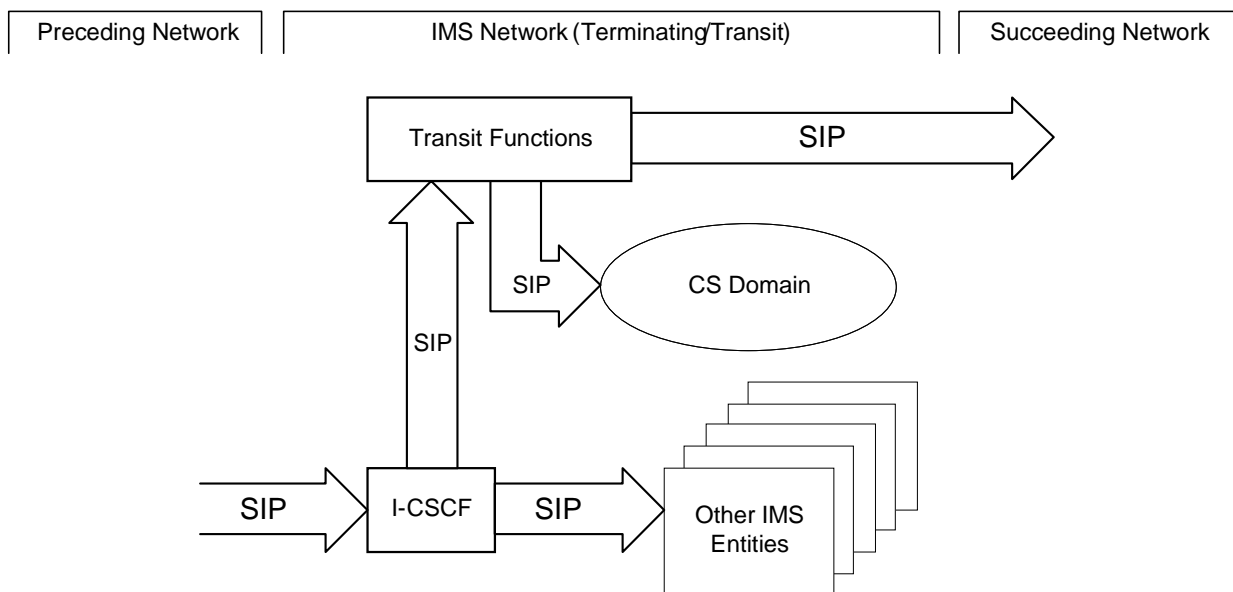 Preceding Network
IMS Network (Terminating/Transit)
Succeeding Network
Transit Functions
SIP
SIP
CS Domain
SIP
SIP
I-CSCF
SIP
Other IMS
Entities